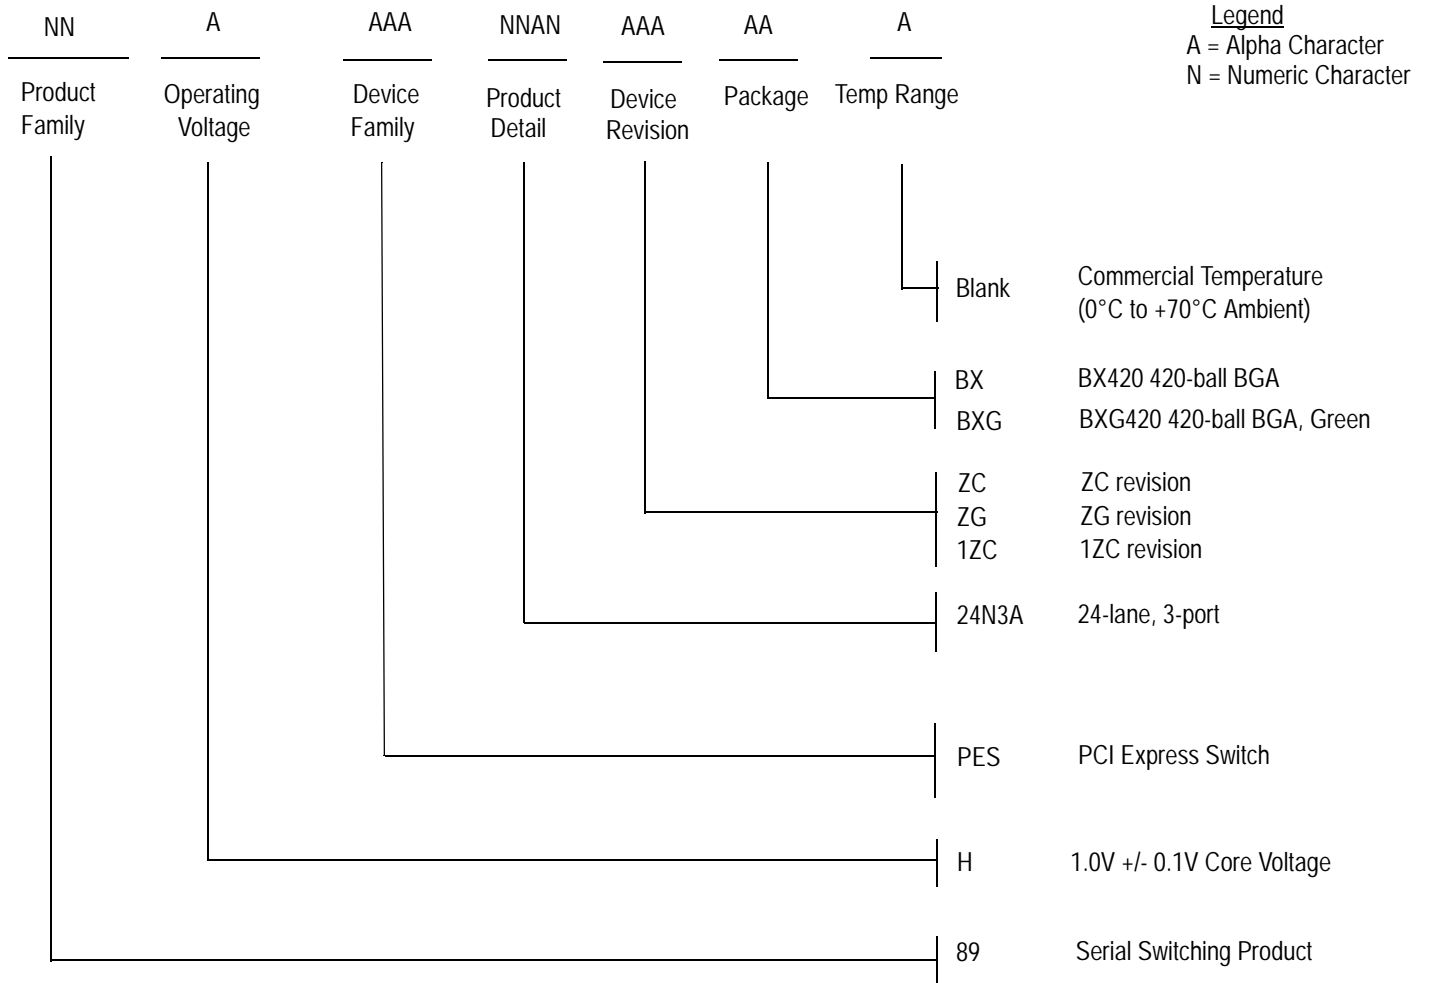 NN A AAA NNAN AAA AA A
Legend
A = Alpha Character
N = Numeric Character
Product Family
Operating Voltage
Device Family
Product Detail
Device Revision
Package
Temp Range
Blank Commercial Temperature
(0°C to +70°C Ambient)
BX BX420 420-ball BGA
BXG BXG420 420-ball BGA, Green
ZC ZC revision
ZG ZG revision
1ZC 1ZC revision
24N3A 24-lane, 3-port
PES PCI Express Switch
H 1.0V +/- 0.1V Core Voltage
89 Serial Switching Product